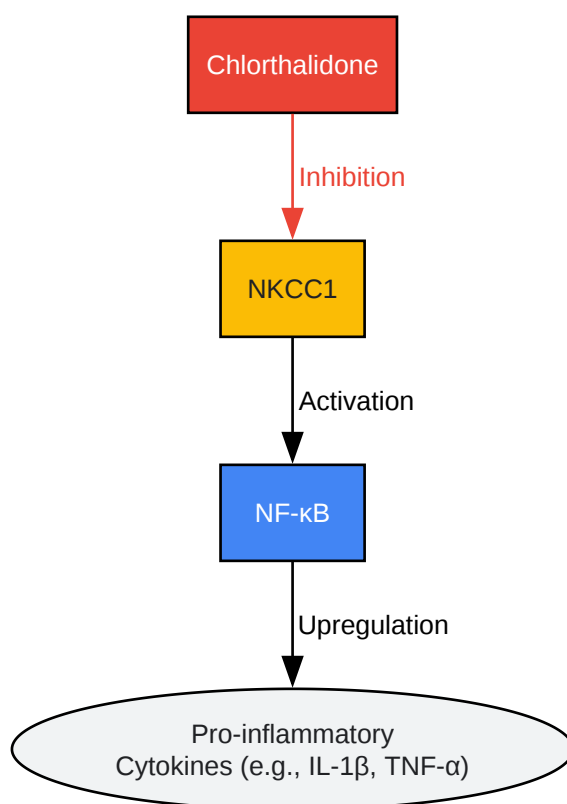 Chlorthalidone
Inhibition
NKCC1
Activation
NF-κB
Upregulation
Pro-inflammatory
Cytokines (e.g., IL-1β, TNF-α)